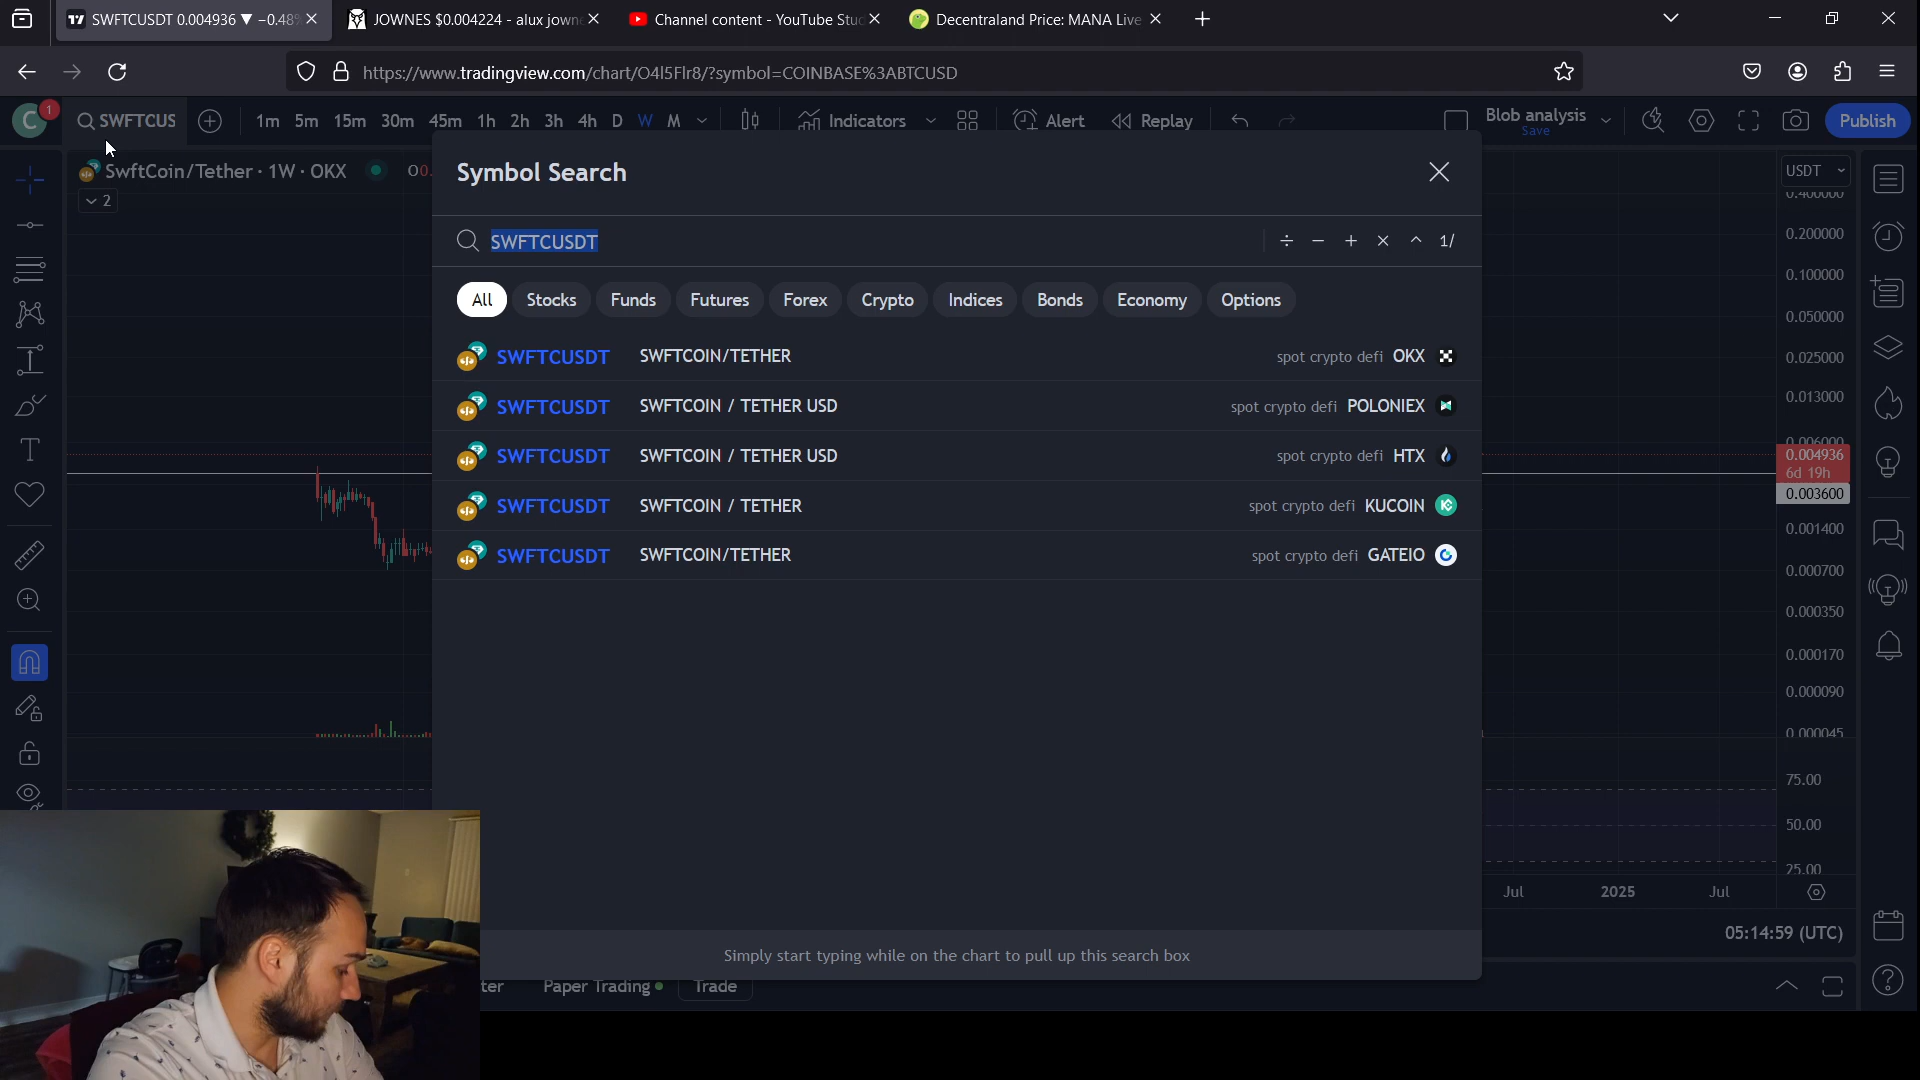 SWFTCUSDT 0.004936 ▼ −0.48%
JOWNES $0.004224 - alux jown
Channel content - YouTube Stu
Decentraland Price: MANA Live
https://www.tradingview.com/chart/O4I5Flr8/?symbol=COINBASE%3ABTCUSD
C 1 SWFTCUS 1m 5m 15m 30m 45m 1h 2h 3h 4h D W M Indicators Alert Replay Blob analysis Save Publish
SwftCoin/Tether · 1W · OKX
2
Symbol Search
SWFTCUSDT ÷ − + × ^ 1/
All Stocks Funds Futures Forex Crypto Indices Bonds Economy Options
SWFTCUSDT SWFTCOIN/TETHER spot crypto defi OKX
SWFTCUSDT SWFTCOIN / TETHER USD spot crypto defi POLONIEX
SWFTCUSDT SWFTCOIN / TETHER USD spot crypto defi HTX
SWFTCUSDT SWFTCOIN / TETHER spot crypto defi KUCOIN
SWFTCUSDT SWFTCOIN/TETHER spot crypto defi GATEIO
Simply start typing while on the chart to pull up this search box
USDT
0.400000
0.200000
0.100000
0.050000
0.025000
0.013000
0.006000
0.004936
6d 19h
0.003600
0.001400
0.000700
0.000350
0.000170
0.000090
0.000045
75.00
50.00
25.00
Jul 2025 Jul
05:14:59 (UTC)
ter Paper Trading Trade